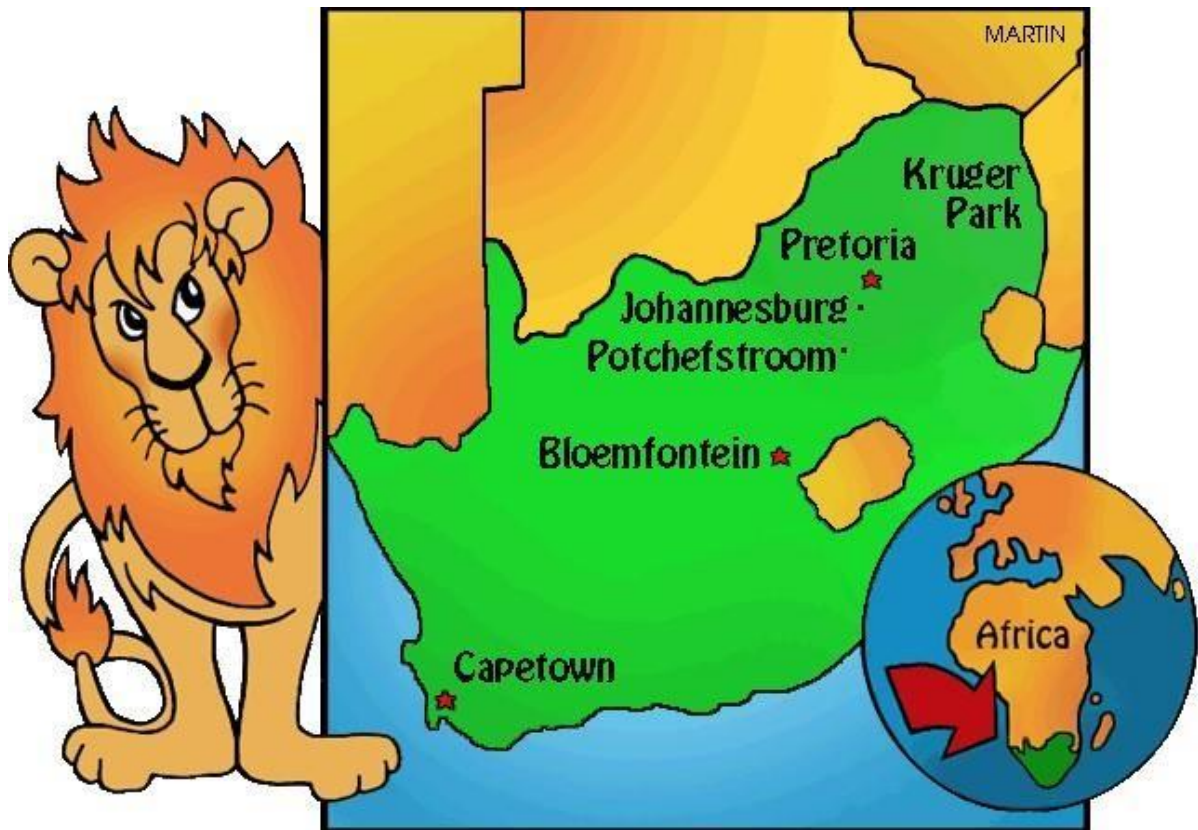 MARTIN
Kruger
Park
Pretoria
Johannesburg
Potchefstroom
Bloemfontein
Capetown
Africa